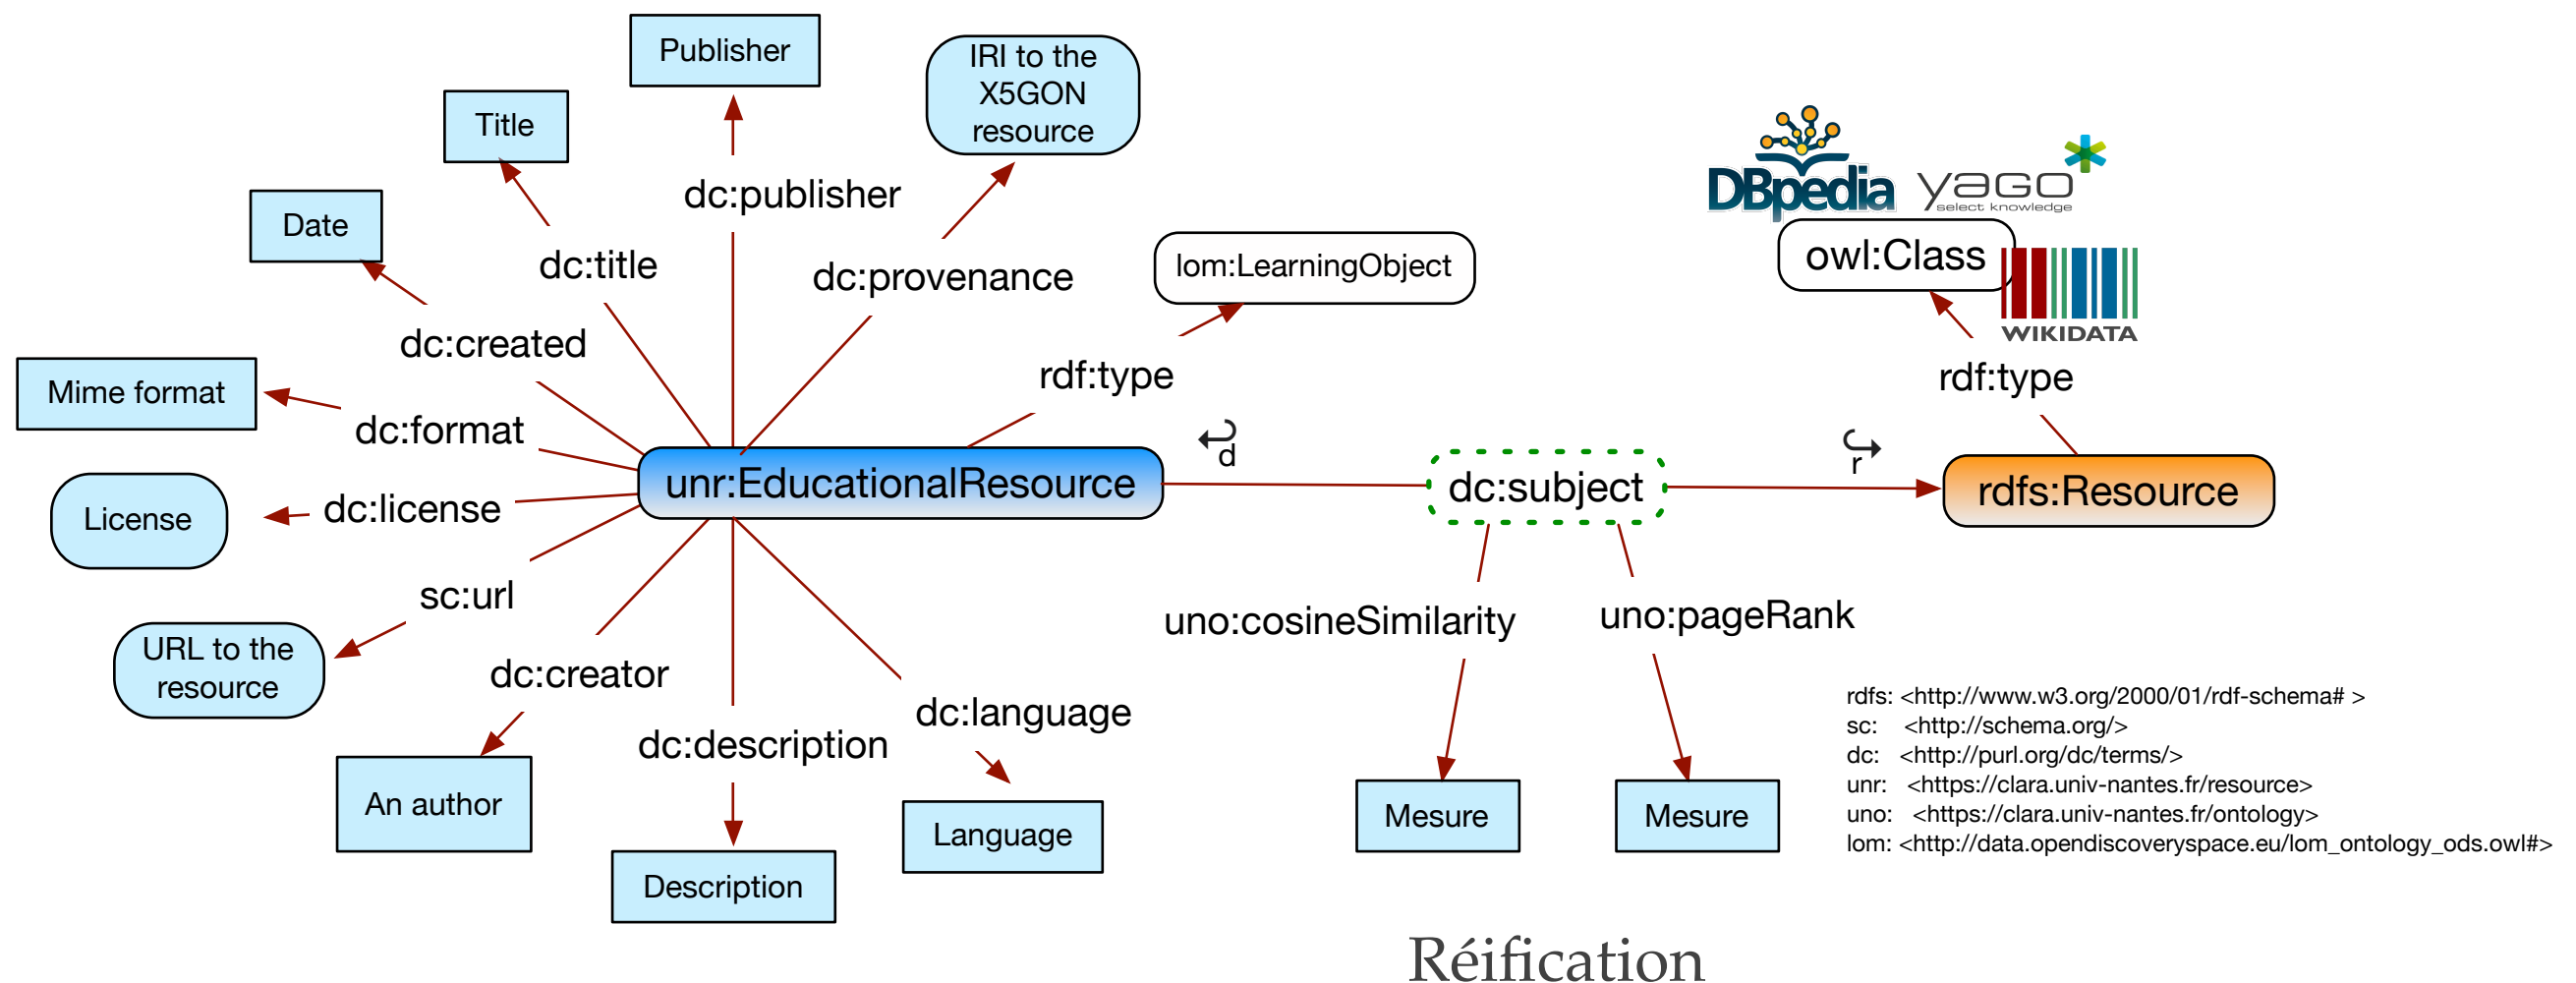 Publisher
IRI to the
X5GON
resource
Title
DBpedia
yago
select knowledge
dc:publisher
Date
owl:Class
dc:title
dc:provenance
lom:LearningObject
WIKIDATA
dc:created
rdf:type
rdf:type
Mime format
dc:format
d
r
unr:EducationalResource
dc:subject
rdfs:Resource
License
dc:license
sc:url
uno:cosineSimilarity
uno:pageRank
URL to the
resource
dc:creator
dc:language
dc:description
rdfs: <http://www.w3.org/2000/01/rdf-schema# >
sc: <http://schema.org/>
dc: <http://purl.org/dc/terms/>
unr: <https://clara.univ-nantes.fr/resource>
uno: <https://clara.univ-nantes.fr/ontology>
lom: <http://data.opendiscoveryspace.eu/lom_ontology_ods.owl#>
An author
Mesure
Mesure
Language
Description
Réification